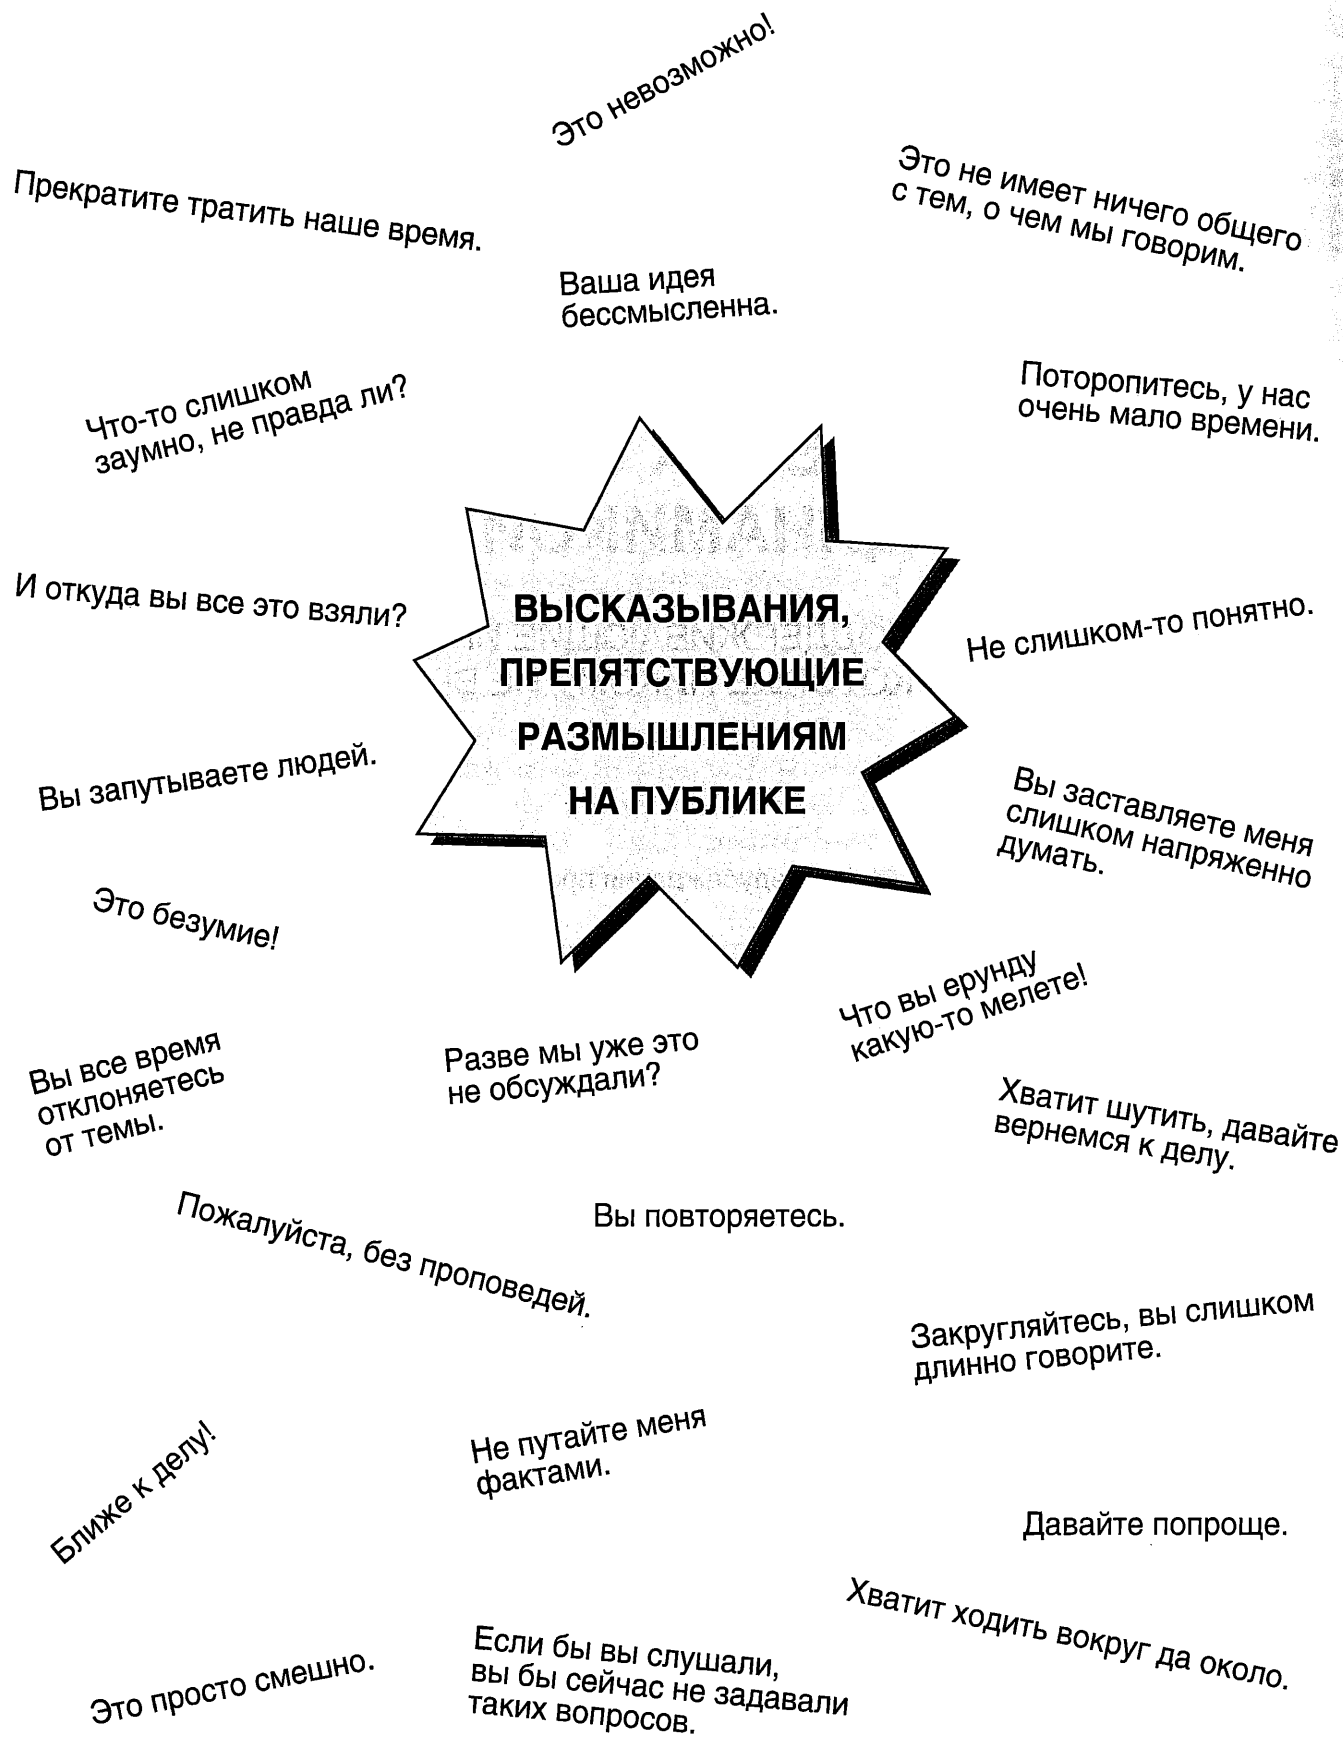 Это невозможно!
Прекратите тратить наше время.
Это не имеет ничего общего
с тем, о чем мы говорим.
Ваша идея
бессмысленна.
Что-то слишком
заумно, не правда ли?
Поторопитесь, у нас
очень мало времени.
И откуда вы все это взяли?
ВЫСКАЗЫВАНИЯ,
ПРЕПЯТСТВУЮЩИЕ
РАЗМЫШЛЕНИЯМ
НА ПУБЛИКЕ
Не слишком-то понятно.
Вы запутываете людей.
Вы заставляете меня
слишком напряженно
думать.
Это безумие!
Что вы ерунду
какую-то мелете!
Вы все время
отклоняетесь
от темы.
Разве мы уже это
не обсуждали?
Хватит шутить, давайте
вернемся к делу.
Пожалуйста, без проповедей.
Вы повторяетесь.
Закругляйтесь, вы слишком
длинно говорите.
Ближе к делу!
Не путайте меня
фактами.
Давайте попроще.
Хватит ходить вокруг да около.
Это просто смешно.
Если бы вы слушали,
вы бы сейчас не задавали
таких вопросов.